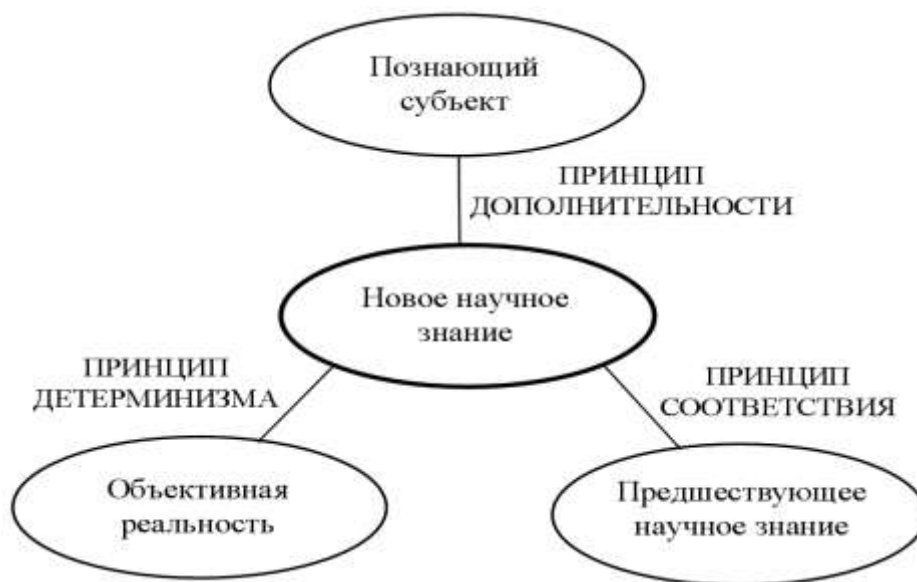 Познающий
субъект
ПРИНЦИП
ДОПОЛНИТЕЛЬНОСТИ
Новое научное
знание
ПРИНЦИП
ДЕТЕРМИНИЗМА
ПРИНЦИП
СООТВЕТСТВИЯ
Объективная
реальность
Предшествующее
научное знание